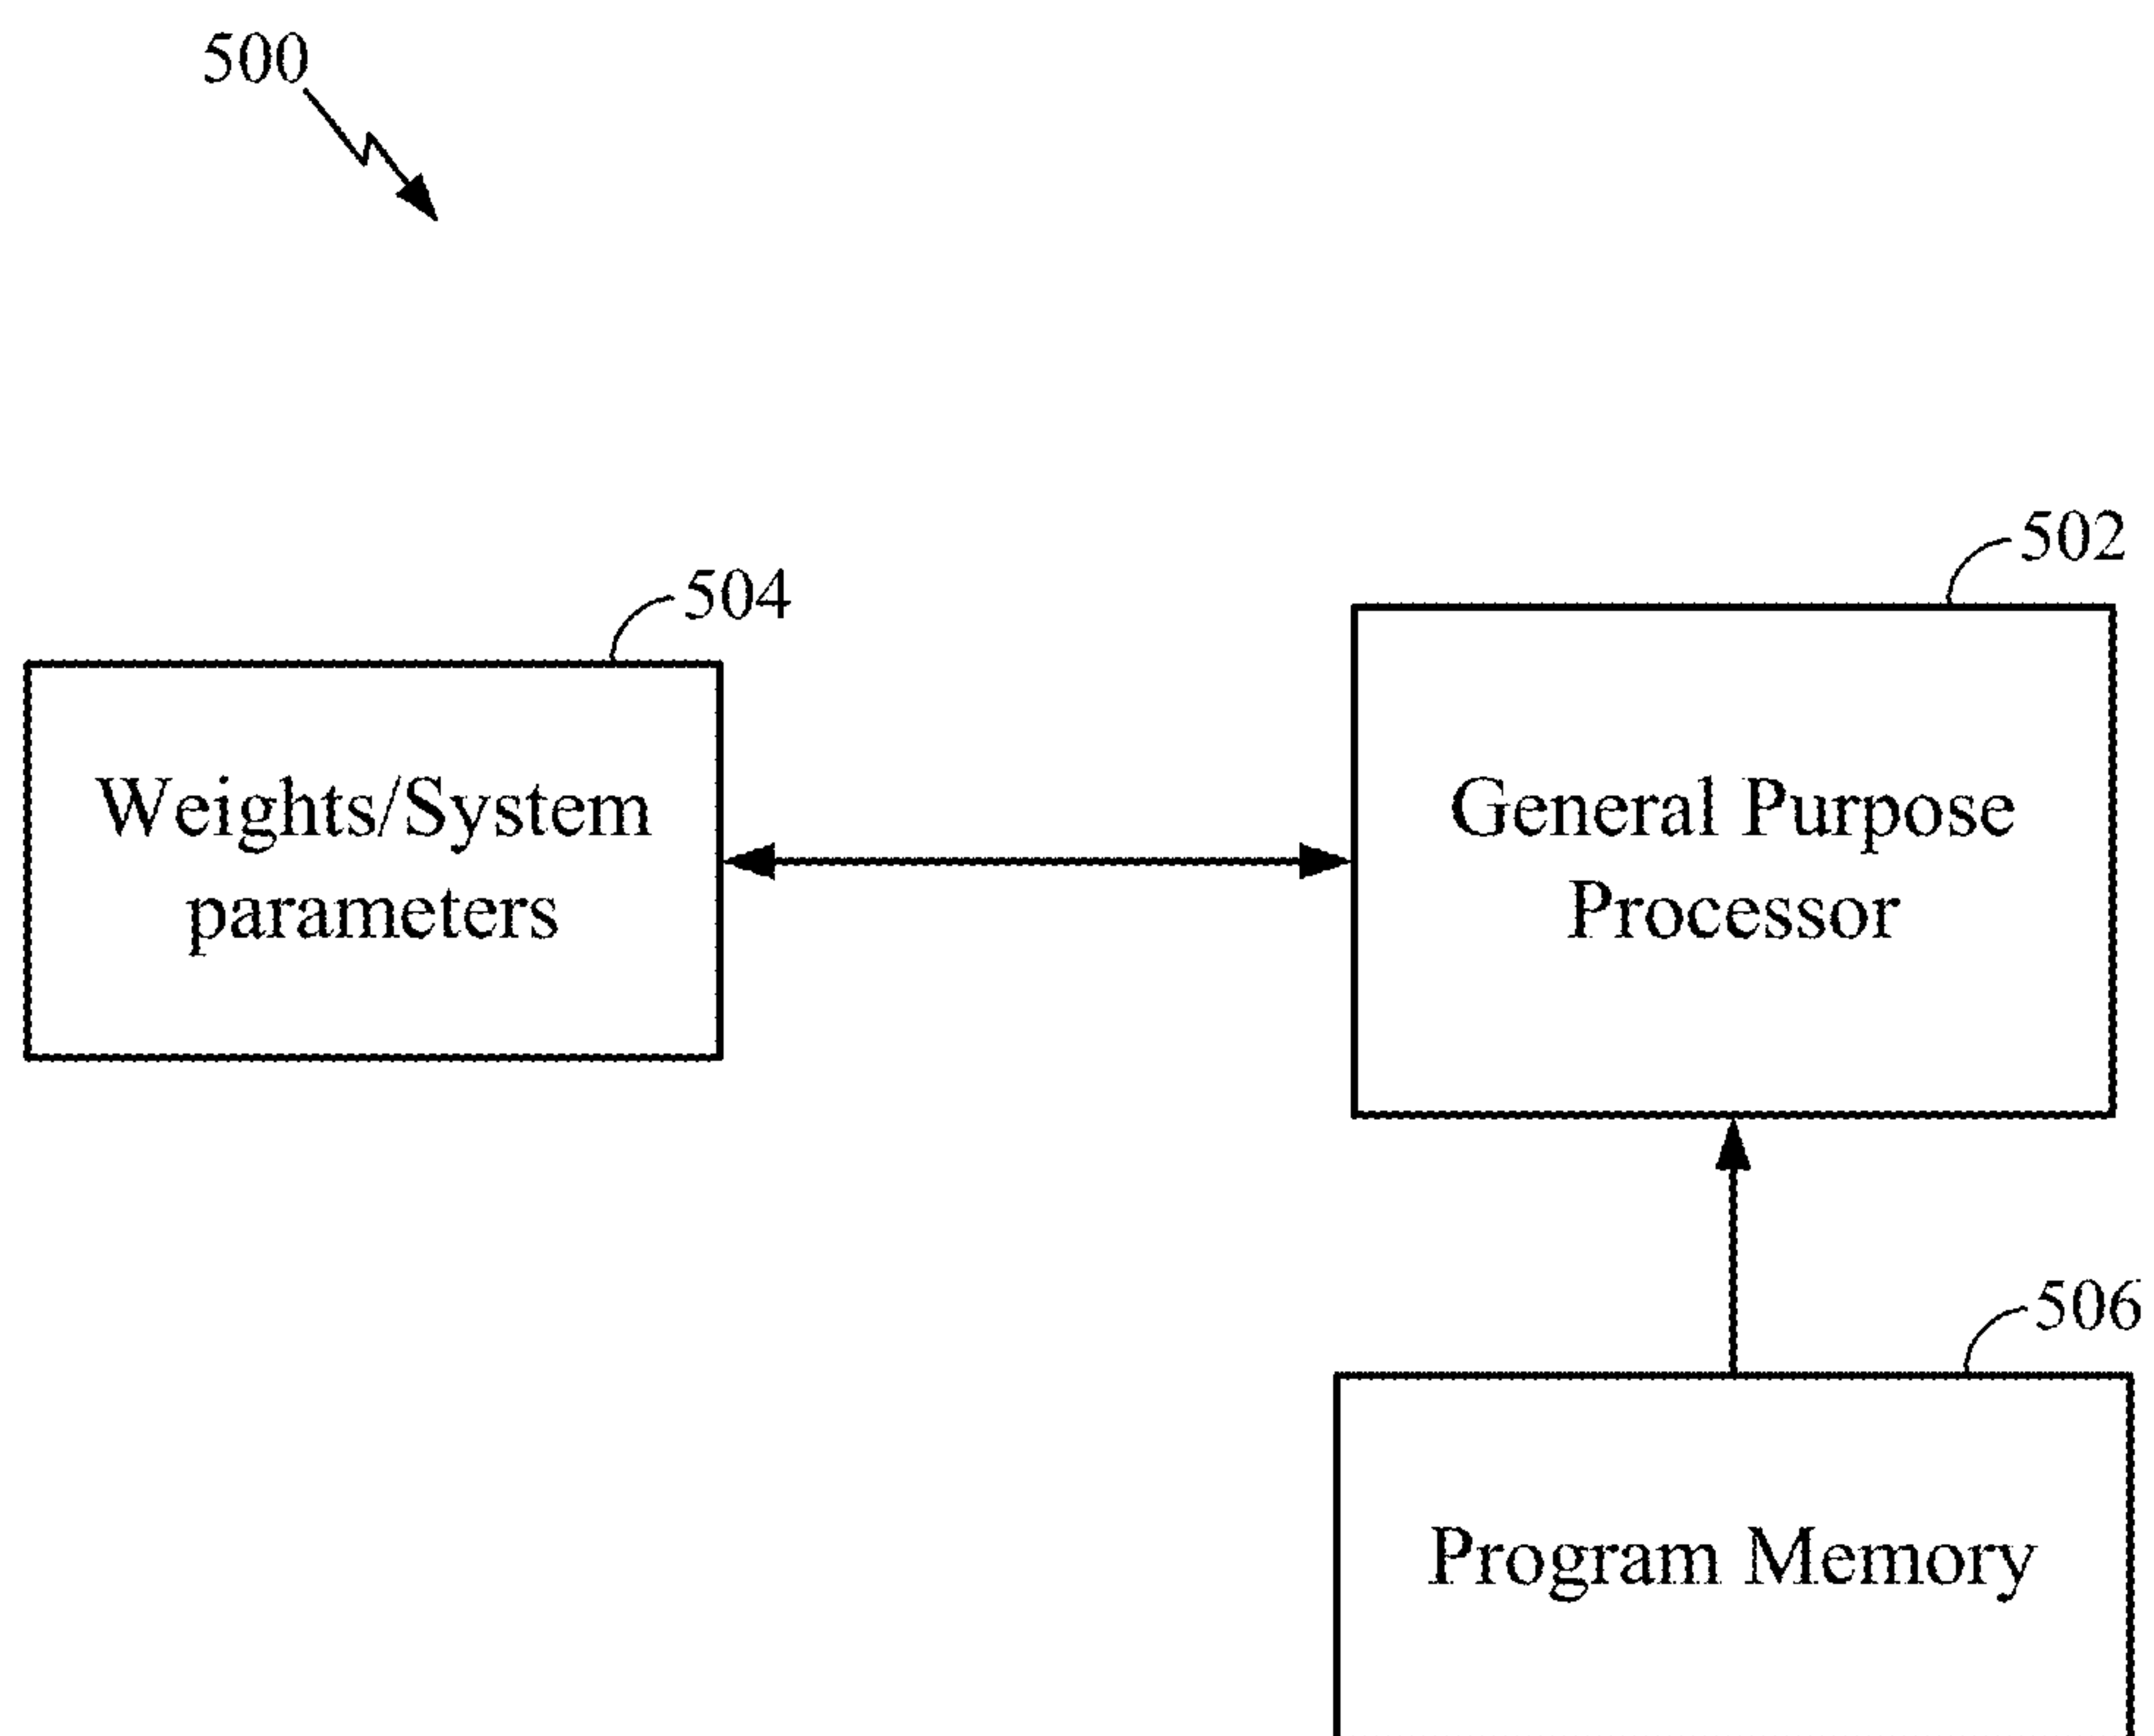 500
502
504
Weights/System
parameters
General Purpose
Processor
506
Program Memory